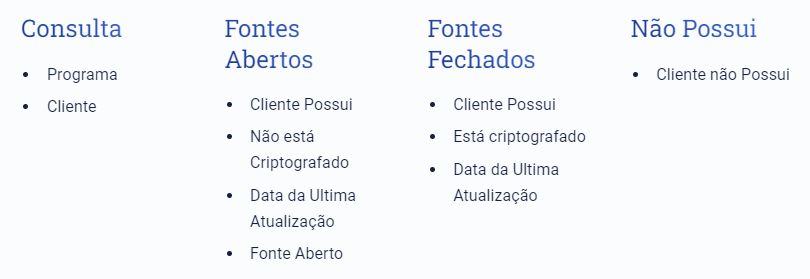 Consulta
Programa
Cliente
Fontes
Abertos
Cliente Possui
Não está
Criptografado
Data da Ultima
Atualização
Fonte Aberto
Fontes
Fechados
Cliente Possui
Está criptografado
Data da Ultima
Atualização
Não Possui
Cliente não Possui